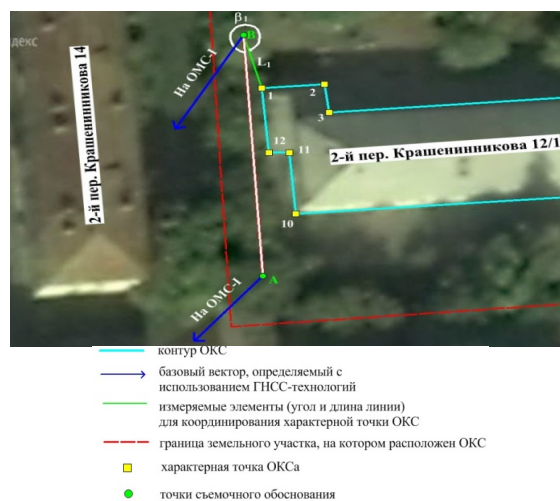 декс
β₁
B
L₁
На ОМС-I
1
2
3
12
11
10
2-й пер. Крашенинникова 14
2-й пер. Крашенинникова 12/1
На ОМС-I
A
контур ОКС
базовый вектор, определяемый с
использованием ГНСС-технологий
измеряемые элементы (угол и длина линии)
для координирования характерной точки ОКС
граница земельного участка, на котором расположен ОКС
характерная точка ОКСа
точки съемочного обоснования